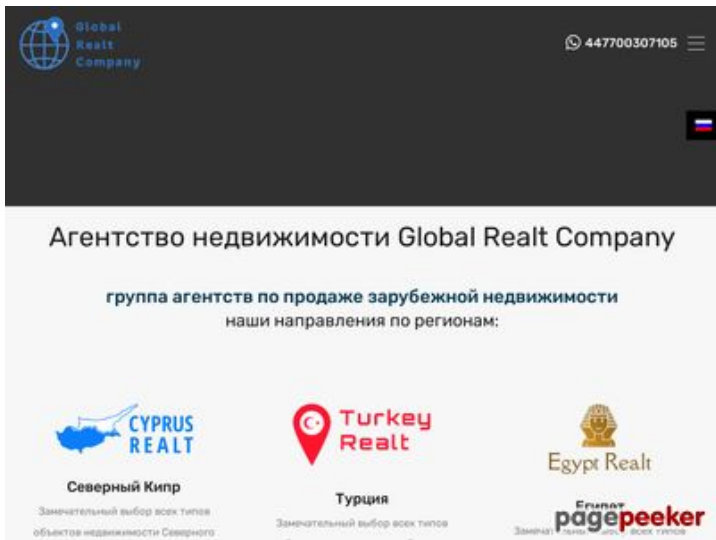 Global
Realt
Company
447700307105
Агентство недвижимости Global Realt Company
группа агентств по продаже зарубежной недвижимости
наши направления по регионам:
CYPRUS
REALT
Turkey
Realt
Egypt Realt
Северный Кипр
Замечательный выбор всех типов
объектов недвижимости Северного
Турция
Замечательный выбор всех типов
Египет
pagepeeker